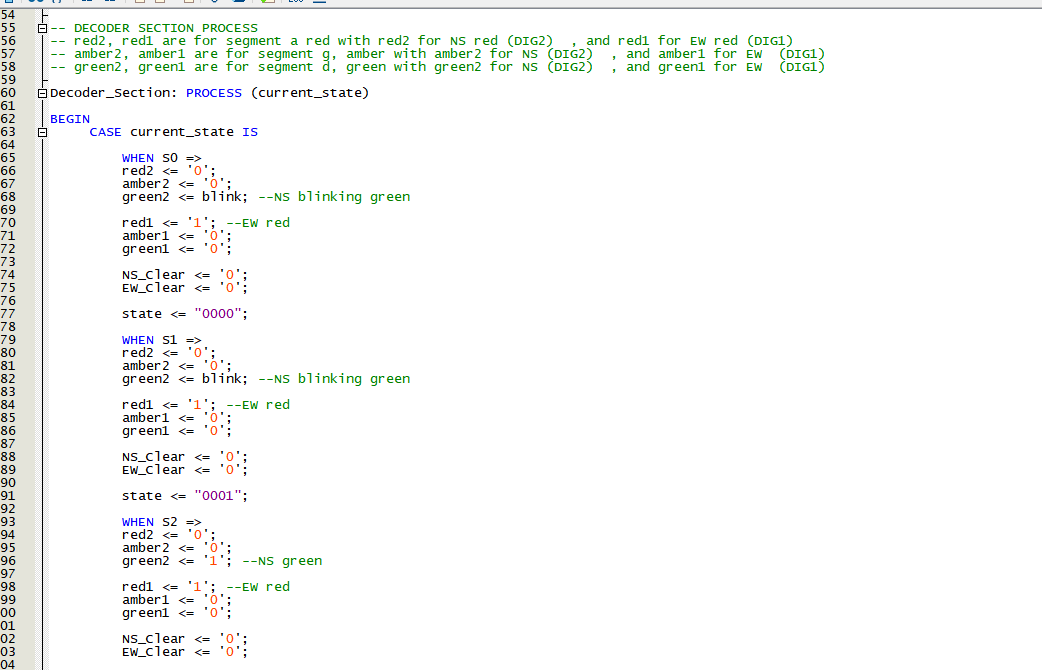 54
55 -- DECODER SECTION PROCESS
56 -- red2, red1 are for segment a red with red2 for NS red (DIG2)  , and red1 for EW red (DIG1)
57 -- amber2, amber1 are for segment g, amber with amber2 for NS (DIG2)  , and amber1 for EW  (DIG1)
58 -- green2, green1 are for segment d, green with green2 for NS (DIG2)  , and green1 for EW  (DIG1)
59
60 Decoder_Section: PROCESS (current_state)
61
62 BEGIN
63 CASE current_state IS
64
65 WHEN S0 =>
66 red2 <= '0';
67 amber2 <= '0';
68 green2 <= blink; --NS blinking green
69
70 red1 <= '1'; --EW red
71 amber1 <= '0';
72 green1 <= '0';
73
74 NS_Clear <= '0';
75 EW_Clear <= '0';
76
77 state <= "0000";
78
79 WHEN S1 =>
80 red2 <= '0';
81 amber2 <= '0';
82 green2 <= blink; --NS blinking green
83
84 red1 <= '1'; --EW red
85 amber1 <= '0';
86 green1 <= '0';
87
88 NS_Clear <= '0';
89 EW_Clear <= '0';
90
91 state <= "0001";
92
93 WHEN S2 =>
94 red2 <= '0';
95 amber2 <= '0';
96 green2 <= '1'; --NS green
97
98 red1 <= '1'; --EW red
99 amber1 <= '0';
00 green1 <= '0';
01
02 NS_Clear <= '0';
03 EW_Clear <= '0';
04